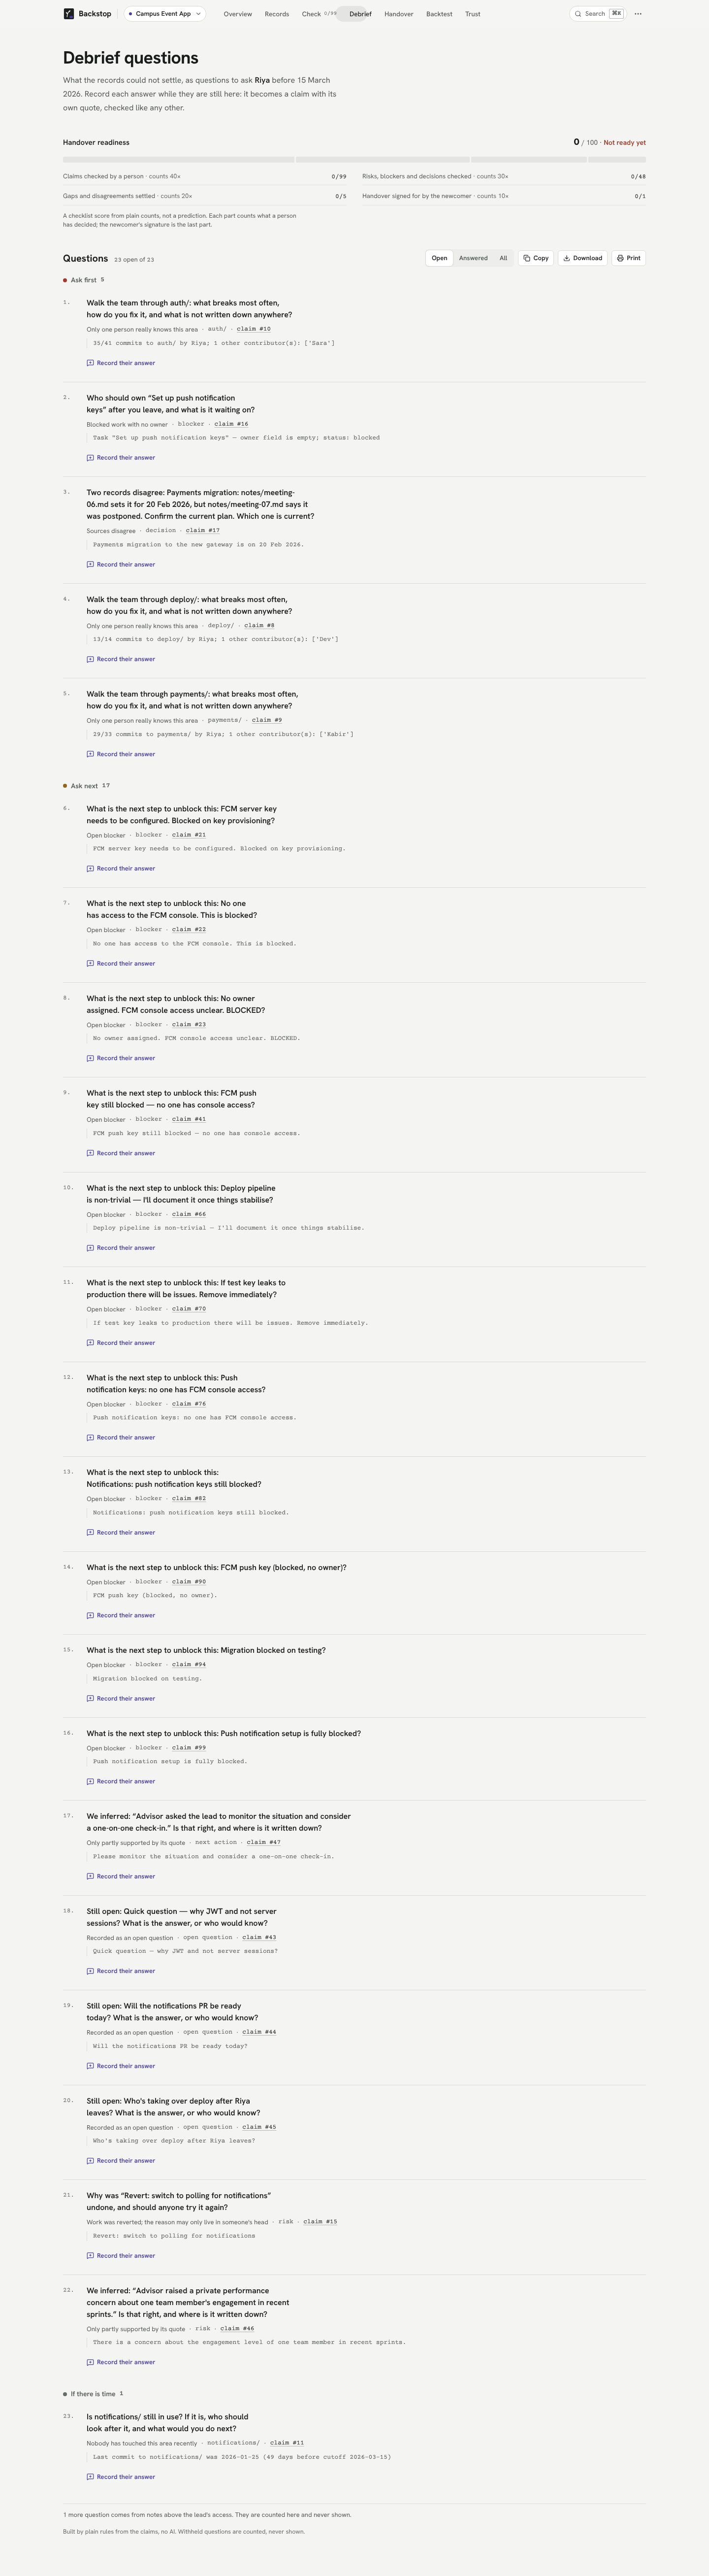 Backstop
Campus Event App
Overview Records Check 0/99 Debrief Handover Backtest Trust
Search ⌘K
Debrief questions
What the records could not settle, as questions to ask Riya before 15 March
2026. Record each answer while they are still here: it becomes a claim with its
own quote, checked like any other.
Handover readiness
0 / 100 · Not ready yet
Claims checked by a person · counts 40× 0/99
Risks, blockers and decisions checked · counts 30× 0/48
Gaps and disagreements settled · counts 20× 0/5
Handover signed for by the newcomer · counts 10× 0/1
A checklist score from plain counts, not a prediction. Each part counts what a person
has decided; the newcomer's signature is the last part.
Questions 23 open of 23
Open Answered All Copy Download Print
Ask first 5
1. Walk the team through auth/: what breaks most often,
how do you fix it, and what is not written down anywhere?
Only one person really knows this area · auth/ · claim #10
35/41 commits to auth/ by Riya; 1 other contributor(s): ['Sara']
Record their answer
2. Who should own “Set up push notification
keys” after you leave, and what is it waiting on?
Blocked work with no owner · blocker · claim #16
Task "Set up push notification keys" — owner field is empty; status: blocked
Record their answer
3. Two records disagree: Payments migration: notes/meeting-
06.md sets it for 20 Feb 2026, but notes/meeting-07.md says it
was postponed. Confirm the current plan. Which one is current?
Sources disagree · decision · claim #17
Payments migration to the new gateway is on 20 Feb 2026.
Record their answer
4. Walk the team through deploy/: what breaks most often,
how do you fix it, and what is not written down anywhere?
Only one person really knows this area · deploy/ · claim #8
13/14 commits to deploy/ by Riya; 1 other contributor(s): ['Dev']
Record their answer
5. Walk the team through payments/: what breaks most often,
how do you fix it, and what is not written down anywhere?
Only one person really knows this area · payments/ · claim #9
29/33 commits to payments/ by Riya; 1 other contributor(s): ['Kabir']
Record their answer
Ask next 17
6. What is the next step to unblock this: FCM server key
needs to be configured. Blocked on key provisioning?
Open blocker · blocker · claim #21
FCM server key needs to be configured. Blocked on key provisioning.
Record their answer
7. What is the next step to unblock this: No one
has access to the FCM console. This is blocked?
Open blocker · blocker · claim #22
No one has access to the FCM console. This is blocked.
Record their answer
8. What is the next step to unblock this: No owner
assigned. FCM console access unclear. BLOCKED?
Open blocker · blocker · claim #23
No owner assigned. FCM console access unclear. BLOCKED.
Record their answer
9. What is the next step to unblock this: FCM push
key still blocked — no one has console access?
Open blocker · blocker · claim #41
FCM push key still blocked — no one has console access.
Record their answer
10. What is the next step to unblock this: Deploy pipeline
is non-trivial — I'll document it once things stabilise?
Open blocker · blocker · claim #66
Deploy pipeline is non-trivial — I'll document it once things stabilise.
Record their answer
11. What is the next step to unblock this: If test key leaks to
production there will be issues. Remove immediately?
Open blocker · blocker · claim #70
If test key leaks to production there will be issues. Remove immediately.
Record their answer
12. What is the next step to unblock this: Push
notification keys: no one has FCM console access?
Open blocker · blocker · claim #76
Push notification keys: no one has FCM console access.
Record their answer
13. What is the next step to unblock this:
Notifications: push notification keys still blocked?
Open blocker · blocker · claim #82
Notifications: push notification keys still blocked.
Record their answer
14. What is the next step to unblock this: FCM push key (blocked, no owner)?
Open blocker · blocker · claim #90
FCM push key (blocked, no owner).
Record their answer
15. What is the next step to unblock this: Migration blocked on testing?
Open blocker · blocker · claim #94
Migration blocked on testing.
Record their answer
16. What is the next step to unblock this: Push notification setup is fully blocked?
Open blocker · blocker · claim #99
Push notification setup is fully blocked.
Record their answer
17. We inferred: “Advisor asked the lead to monitor the situation and consider
a one-on-one check-in.” Is that right, and where is it written down?
Only partly supported by its quote · next action · claim #47
Please monitor the situation and consider a one-on-one check-in.
Record their answer
18. Still open: Quick question — why JWT and not server
sessions? What is the answer, or who would know?
Recorded as an open question · open question · claim #43
Quick question — why JWT and not server sessions?
Record their answer
19. Still open: Will the notifications PR be ready
today? What is the answer, or who would know?
Recorded as an open question · open question · claim #44
Will the notifications PR be ready today?
Record their answer
20. Still open: Who's taking over deploy after Riya
leaves? What is the answer, or who would know?
Recorded as an open question · open question · claim #45
Who's taking over deploy after Riya leaves?
Record their answer
21. Why was “Revert: switch to polling for notifications”
undone, and should anyone try it again?
Work was reverted; the reason may only live in someone's head · risk · claim #15
Revert: switch to polling for notifications
Record their answer
22. We inferred: “Advisor raised a private performance
concern about one team member's engagement in recent
sprints.” Is that right, and where is it written down?
Only partly supported by its quote · risk · claim #46
There is a concern about the engagement level of one team member in recent sprints.
Record their answer
If there is time 1
23. Is notifications/ still in use? If it is, who should
look after it, and what would you do next?
Nobody has touched this area recently · notifications/ · claim #11
Last commit to notifications/ was 2026-01-25 (49 days before cutoff 2026-03-15)
Record their answer
1 more question comes from notes above the lead's access. They are counted here and never shown.
Built by plain rules from the claims, no AI. Withheld questions are counted, never shown.